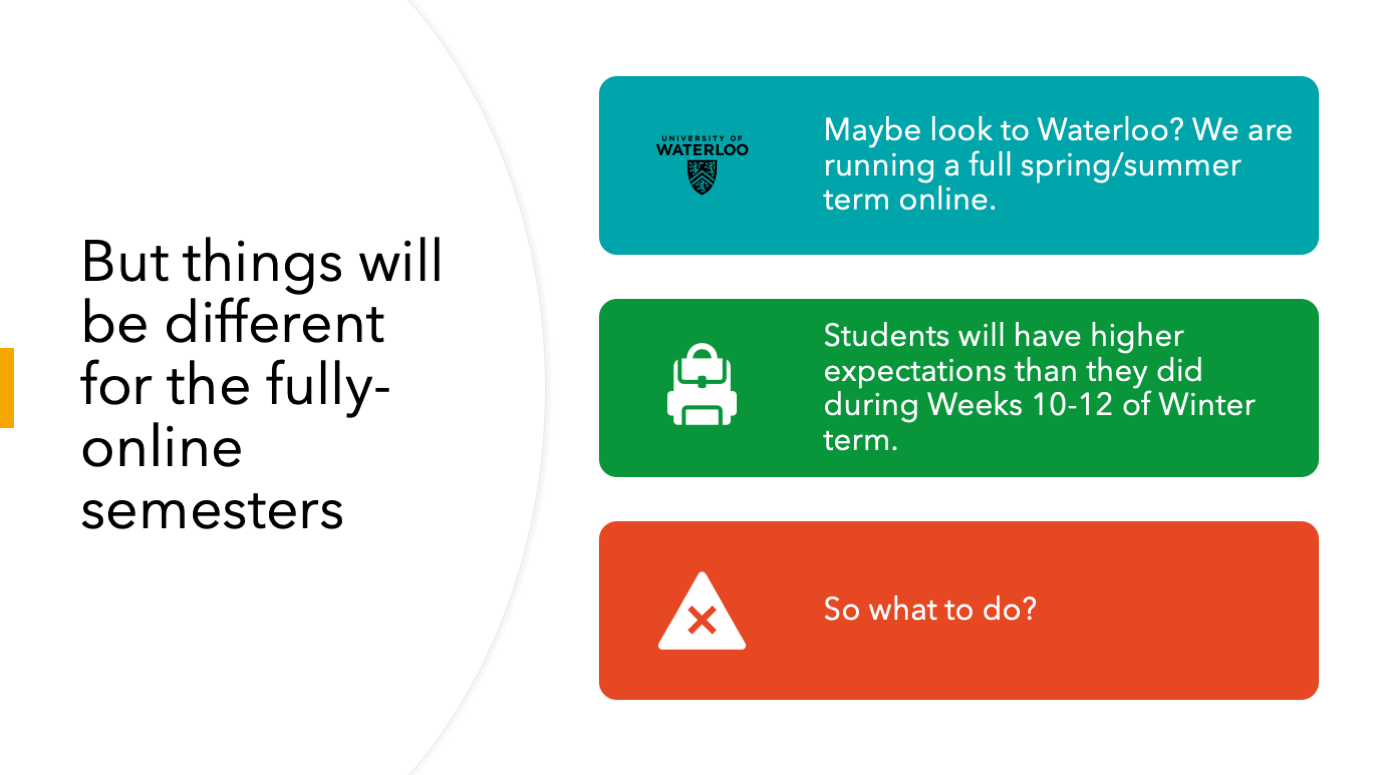 But things will
be different
for the fully-
online
semesters
UNIVERSITY OF
WATERLOO
Maybe look to Waterloo? We are
running a full spring/summer
term online.
Students will have higher
expectations than they did
during Weeks 10-12 of Winter
term.
So what to do?